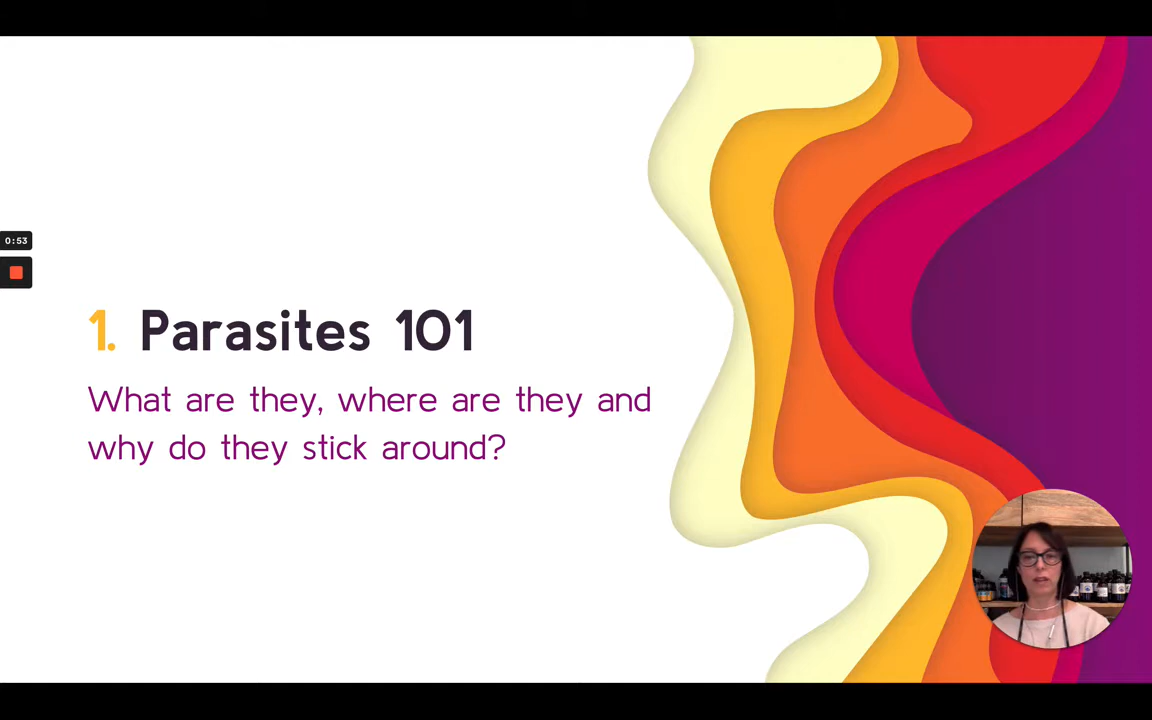 0:53
1. Parasites 101
What are they, where are they and
why do they stick around?